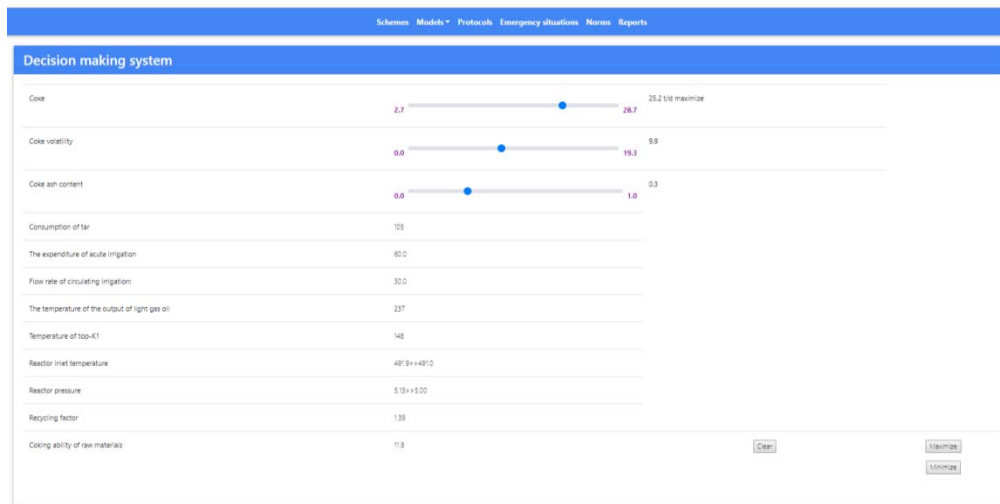 Schemes Models Protocols Emergency situations Norms Reports
Decision making system
Coke 25.2 t/d maximize
2.7 28.7
Coke volatility 9.9
0.0 19.3
Coke ash content 0.3
0.0 1.0
Consumption of tar 105
The expenditure of acute irrigation 60.0
Flow rate of circulating irrigation: 30.0
The temperature of the output of light gas oil 237
Temperature of top-K1 148
Reactor inlet temperature 491.9>>491.0
Reactor pressure 5.13>>5.00
Recycling factor 1.39
Coking ability of raw materials 11.8 Clear Maximize
Minimize